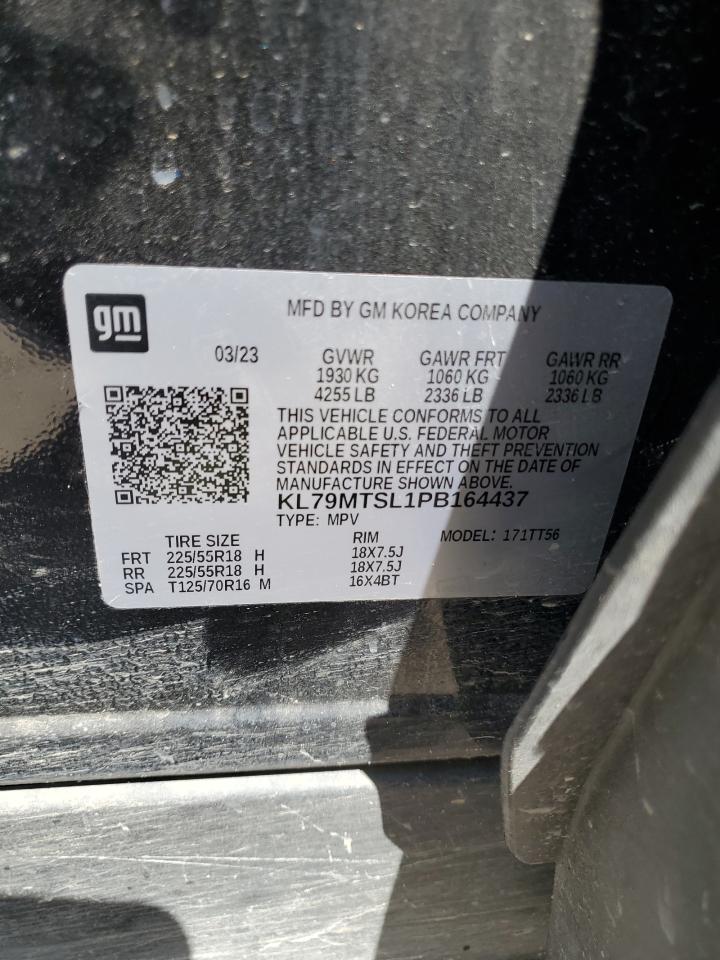 gm
MFD BY GM KOREA COMPANY
03/23 GVWR GAWR FRT GAWR RR
1930 KG 1060 KG 1060 KG
4255 LB 2336 LB 2336 LB
THIS VEHICLE CONFORMS TO ALL
APPLICABLE U.S. FEDERAL MOTOR
VEHICLE SAFETY AND THEFT PREVENTION
STANDARDS IN EFFECT ON THE DATE OF
MANUFACTURE SHOWN ABOVE.
KL79MTSL1PB164437
TYPE: MPV
TIRE SIZE RIM MODEL: 171TT56
FRT 225/55R18 H 18X7.5J
RR 225/55R18 H 18X7.5J
SPA T125/70R16 M 16X4BT